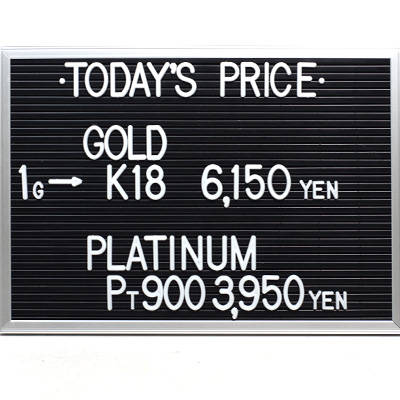 ·TODAY'S PRICE·
GOLD
1G→ K18 6,150 YEN
PLATINUM
PT900 3,950 YEN